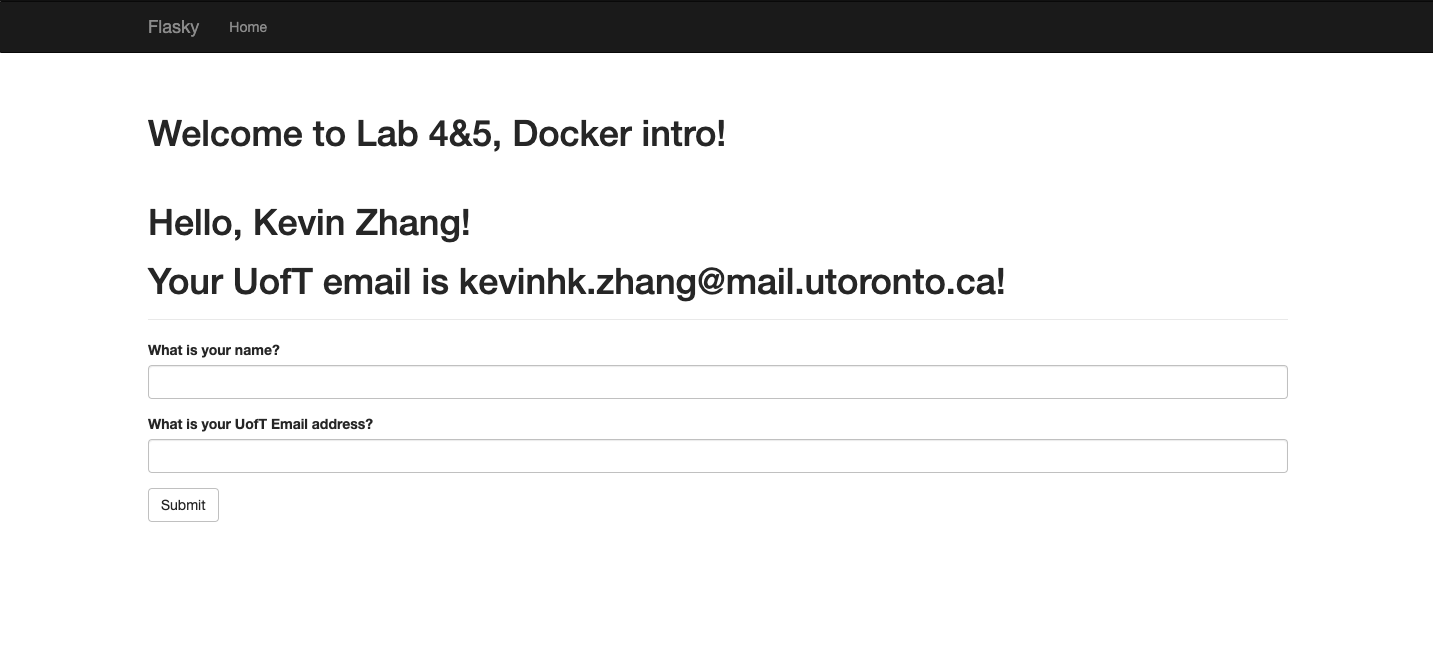 Flasky Home
Welcome to Lab 4&5, Docker intro!
Hello, Kevin Zhang!
Your UofT email is kevinhk.zhang@mail.utoronto.ca!
What is your name?
What is your UofT Email address?
Submit